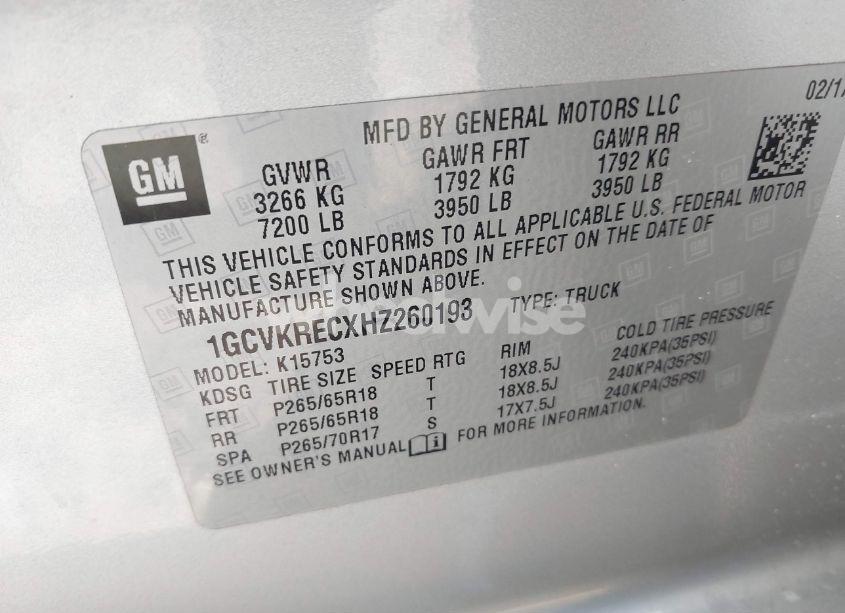 02/17
MFD BY GENERAL MOTORS LLC
GM®
GVWR GAWR FRT GAWR RR
3266 KG 1792 KG 1792 KG
7200 LB 3950 LB 3950 LB
THIS VEHICLE CONFORMS TO ALL APPLICABLE U.S. FEDERAL MOTOR
VEHICLE SAFETY STANDARDS IN EFFECT ON THE DATE OF
MANUFACTURE SHOWN ABOVE.
1GCVKRECXHZ260193 TYPE: TRUCK
MODEL: K15753
KDSG TIRE SIZE SPEED RTG RIM COLD TIRE PRESSURE
FRT P265/65R18 T 18X8.5J 240KPA(35PSI)
RR P265/65R18 T 18X8.5J 240KPA(35PSI)
SPA P265/70R17 S 17X7.5J 240KPA(35PSI)
SEE OWNER'S MANUAL FOR MORE INFORMATION.
wheelwise